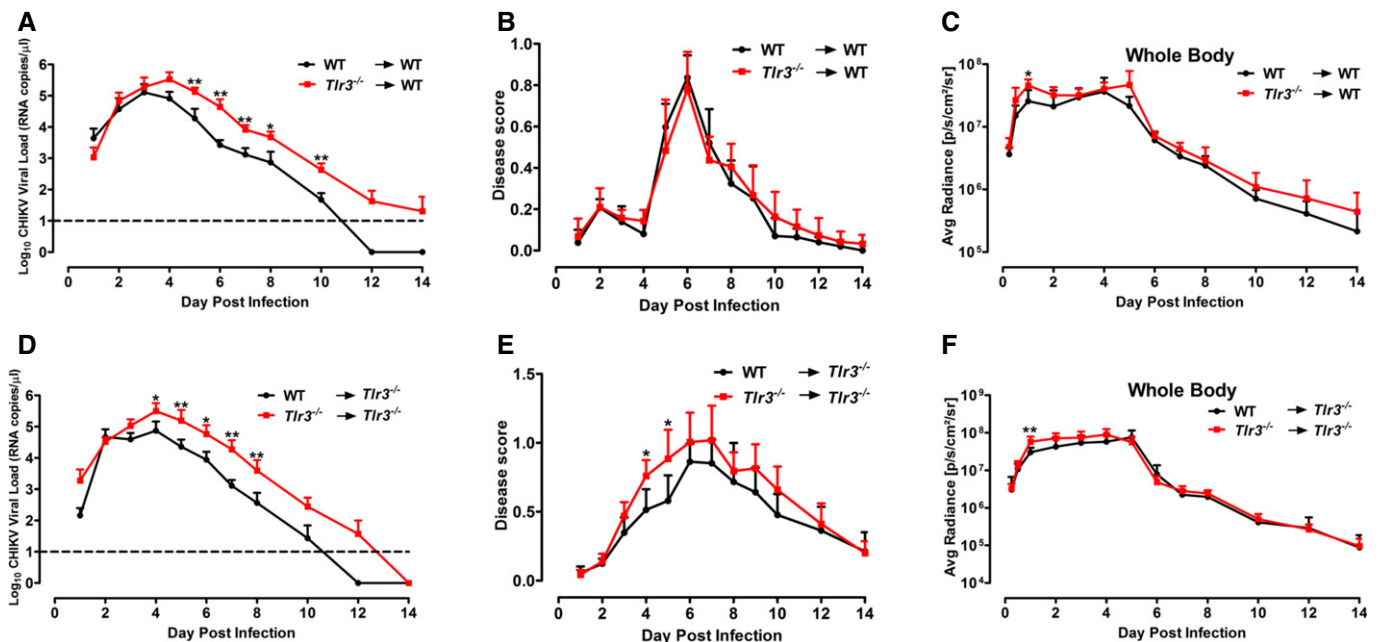 A
Log₁₀ CHIKV Viral Load (RNA copies/µl)
6
5
4
3
2
1
0
** ** ** * **
WT → WT
Tlr3⁻/⁻ → WT
0 2 4 6 8 10 12 14
Day Post Infection
B
Disease score
1.0
0.8
0.6
0.4
0.2
0.0
WT → WT
Tlr3⁻/⁻ → WT
0 2 4 6 8 10 12 14
Day Post Infection
C
Whole Body
Avg Radiance [p/s/cm²/sr]
10⁸
10⁷
10⁶
10⁵
*
WT → WT
Tlr3⁻/⁻ → WT
0 2 4 6 8 10 12 14
Day Post Infection
D
Log₁₀ CHIKV Viral Load (RNA copies/µl)
6
5
4
3
2
1
0
* ** * ** **
WT → Tlr3⁻/⁻
Tlr3⁻/⁻ → Tlr3⁻/⁻
0 2 4 6 8 10 12 14
Day Post Infection
E
Disease score
1.5
1.0
0.5
0.0
* *
WT → Tlr3⁻/⁻
Tlr3⁻/⁻ → Tlr3⁻/⁻
0 2 4 6 8 10 12 14
Day Post Infection
F
Whole Body
Avg Radiance [p/s/cm²/sr]
10⁹
10⁸
10⁷
10⁶
10⁵
10⁴
**
WT → Tlr3⁻/⁻
Tlr3⁻/⁻ → Tlr3⁻/⁻
0 2 4 6 8 10 12 14
Day Post Infection